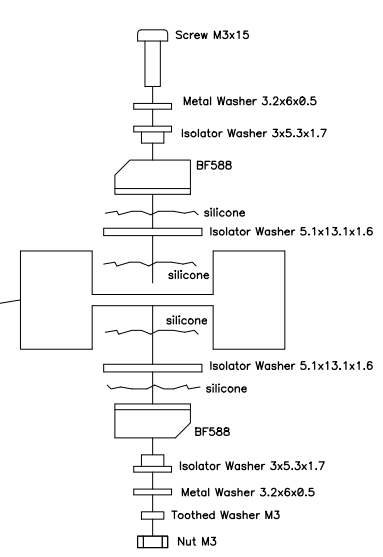 Screw M3x15
Metal Washer 3.2x6x0.5
Isolator Washer 3x5.3x1.7
BF588
silicone
Isolator Washer 5.1x13.1x1.6
silicone
silicone
Isolator Washer 5.1x13.1x1.6
silicone
BF588
Isolator Washer 3x5.3x1.7
Metal Washer 3.2x6x0.5
Toothed Washer M3
Nut M3